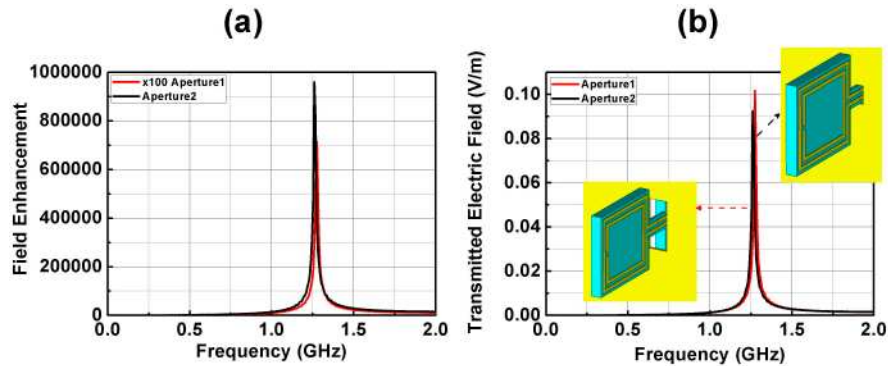 (a)
x100 Aperture1
Aperture2
Field Enhancement
1000000
800000
600000
400000
200000
0
0.0 0.5 1.0 1.5 2.0
Frequency (GHz)
(b)
Aperture1
Aperture2
Transmitted Electric Field (V/m)
0.10
0.08
0.06
0.04
0.02
0.00
0.0 0.5 1.0 1.5 2.0
Frequency (GHz)